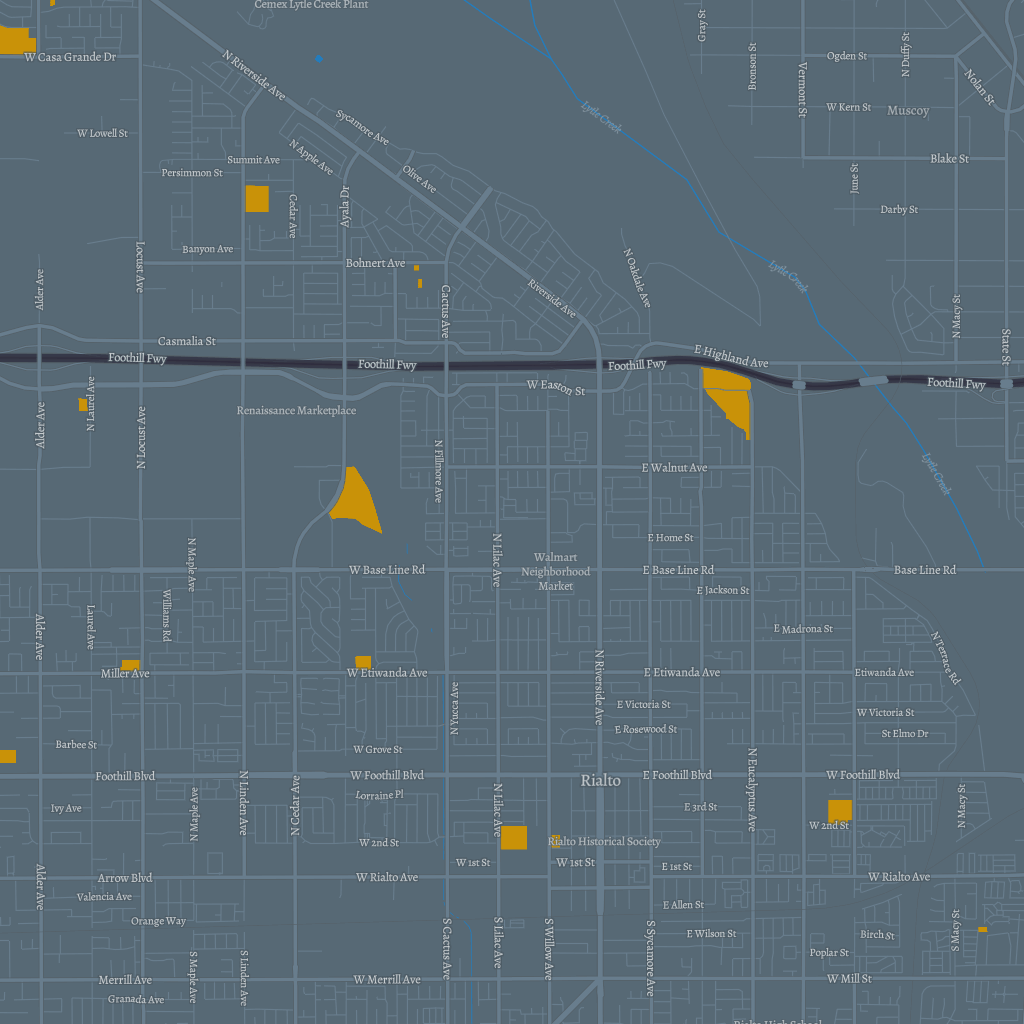 Cemex Lytle Creek Plant
Gray St
W Casa Grande Dr
N Riverside Ave
Bronson St
Vermont St
Ogden St
N Duffy St
Nolan St
W Lowell St
Sycamore Ave
Lytle Creek
W Kern St
Muscoy
Summit Ave
N Apple Ave
Persimmon St
Olive Ave
Blake St
June St
Cedar Ave
Ayala Dr
Darby St
Banyon Ave
Locust Ave
Bohnert Ave
Alder Ave
N Oakdale Ave
Lytle Creek
Riverside Ave
Cactus Ave
N Macy St
State St
Casmalia St
Foothill Fwy
Foothill Fwy
Foothill Fwy
E Highland Ave
Foothill Fwy
W Easton St
N Laurel Ave
Renaissance Marketplace
Alder Ave
N Locust Ave
N Fillmore Ave
E Walnut Ave
Lytle Creek
E Home St
N Maple Ave
N Lilac Ave
Walmart
Neighborhood
Market
W Base Line Rd
E Base Line Rd
Base Line Rd
E Jackson St
Alder Ave
Laurel Ave
Williams Rd
E Madrona St
N Terrace Rd
Miller Ave
W Etiwanda Ave
E Etiwanda Ave
Etiwanda Ave
N Riverside Ave
N Yucca Ave
E Victoria St
W Victoria St
E Rosewood St
St Elmo Dr
Barbee St
W Grove St
Foothill Blvd
W Foothill Blvd
Rialto
E Foothill Blvd
W Foothill Blvd
N Eucalyptus Ave
N Linden Ave
N Cedar Ave
N Maple Ave
Lorraine Pl
N Lilac Ave
Ivy Ave
E 3rd St
N Macy St
W 2nd St
W 2nd St
Rialto Historical Society
W 1st St
W 1st St
E 1st St
Alder Ave
Arrow Blvd
W Rialto Ave
W Rialto Ave
Valencia Ave
E Allen St
Orange Way
S Cactus Ave
S Lilac Ave
S Willow Ave
S Sycamore Ave
E Wilson St
Birch St
S Macy St
Poplar St
S Maple Ave
S Linden Ave
Merrill Ave
W Merrill Ave
W Mill St
Granada Ave
Rialto High School